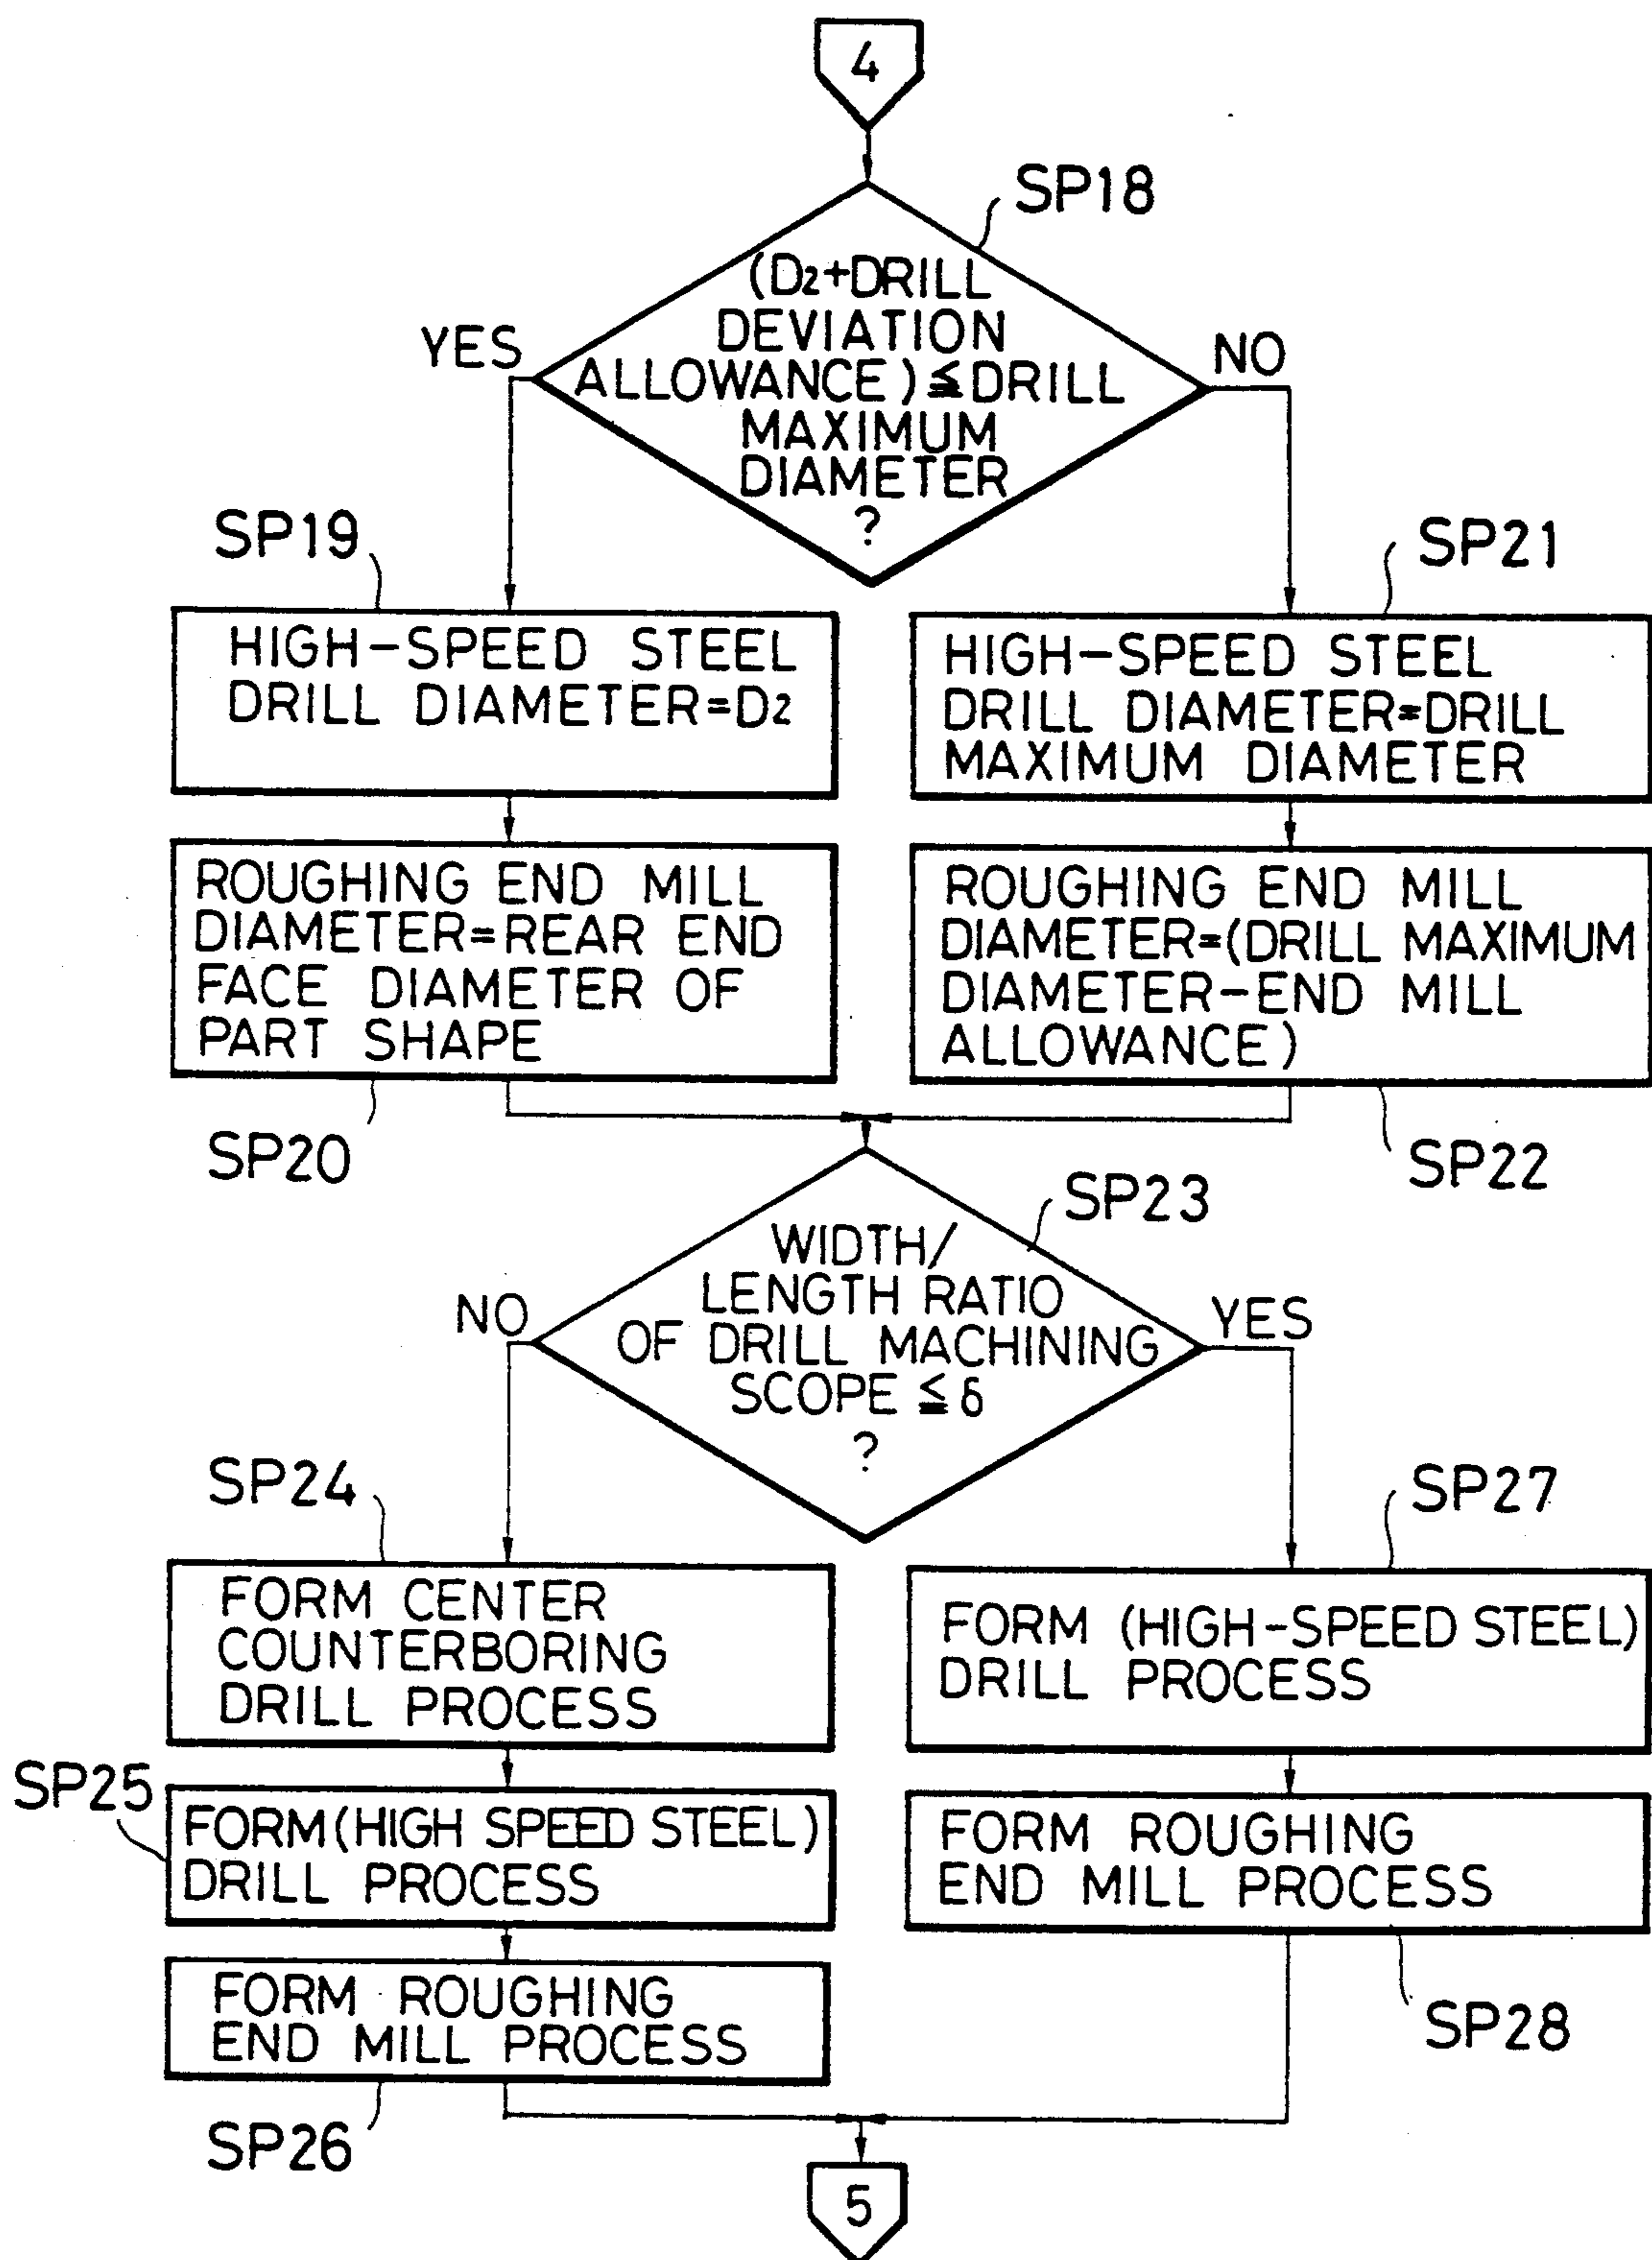 4
SP18
(D2+DRILL
DEVIATION
ALLOWANCE)≦DRILL
MAXIMUM
DIAMETER
?
YES
NO
SP19
HIGH-SPEED STEEL
DRILL DIAMETER=D2
SP21
HIGH-SPEED STEEL
DRILL DIAMETER=DRILL
MAXIMUM DIAMETER
ROUGHING END MILL
DIAMETER=REAR END
FACE DIAMETER OF
PART SHAPE
SP20
ROUGHING END MILL
DIAMETER=(DRILL MAXIMUM
DIAMETER-END MILL
ALLOWANCE)
SP22
SP23
WIDTH/
LENGTH RATIO
OF DRILL MACHINING
SCOPE ≦ δ
?
NO
YES
SP24
FORM CENTER
COUNTERBORING
DRILL PROCESS
SP27
FORM (HIGH-SPEED STEEL)
DRILL PROCESS
SP25
FORM(HIGH SPEED STEEL)
DRILL PROCESS
FORM ROUGHING
END MILL PROCESS
SP28
FORM ROUGHING
END MILL PROCESS
SP26
5